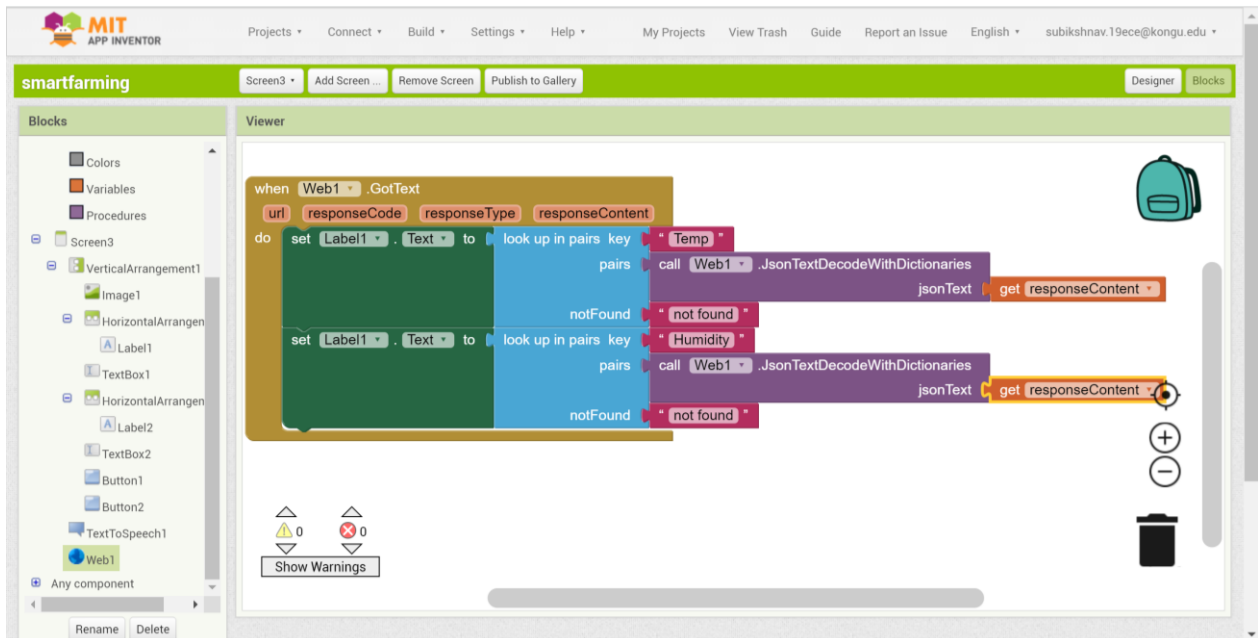 MIT
APP INVENTOR
Projects Connect Build Settings Help My Projects View Trash Guide Report an Issue English subikshnav.19ece@kongu.edu
smartfarming Screen3 Add Screen ... Remove Screen Publish to Gallery Designer Blocks
Blocks
Colors
Variables
Procedures
Screen3
VerticalArrangement1
Image1
HorizontalArrangen
Label1
TextBox1
HorizontalArrangen
Label2
TextBox2
Button1
Button2
TextToSpeech1
Web1
Any component
Rename Delete
Viewer
when Web1 .GotText
url responseCode responseType responseContent
do set Label1 . Text to look up in pairs key " Temp "
pairs call Web1 .JsonTextDecodeWithDictionaries
jsonText get responseContent
notFound " not found "
set Label1 . Text to look up in pairs key " Humidity "
pairs call Web1 .JsonTextDecodeWithDictionaries
jsonText get responseContent
notFound " not found "
0 0
Show Warnings